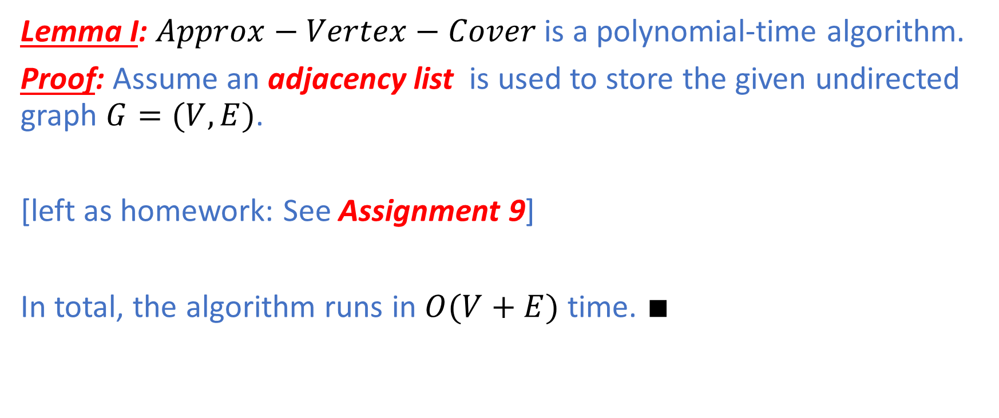 Lemma I: Approx − Vertex − Cover is a polynomial-time algorithm.
Proof: Assume an adjacency list is used to store the given undirected
graph G = (V, E).
[left as homework: See Assignment 9]
In total, the algorithm runs in O(V + E) time. ■